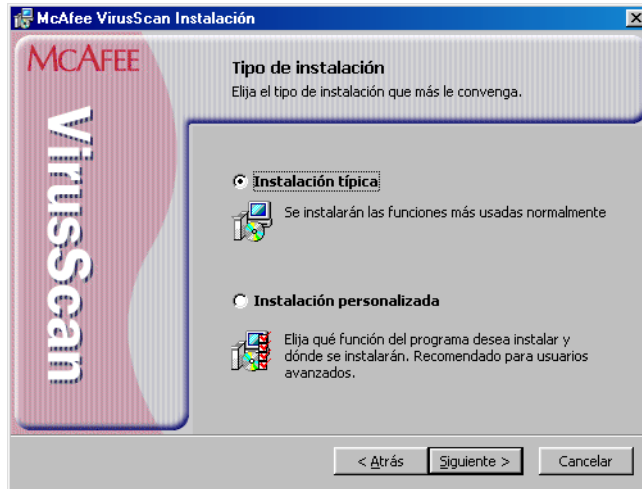 McAfee VirusScan Instalación
MCAFEE
VirusScan
Tipo de instalación
Elija el tipo de instalación que más le convenga.
Instalación típica
Se instalarán las funciones más usadas normalmente
Instalación personalizada
Elija qué función del programa desea instalar y
dónde se instalarán. Recomendado para usuarios
avanzados.
< Atrás
Siguiente >
Cancelar